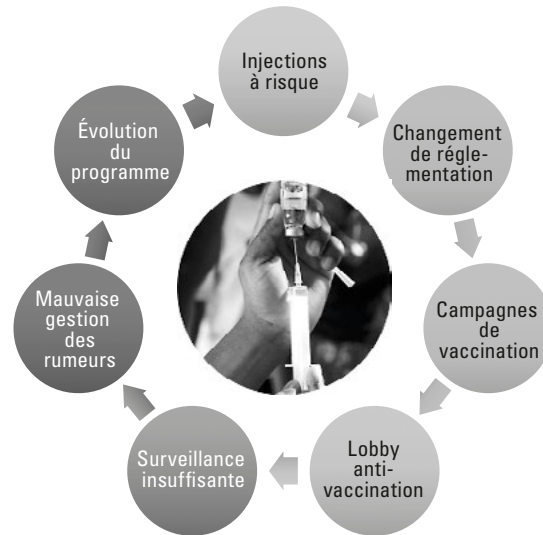 Injections
à risque
Changement
de régle-
mentation
Campagnes
de
vaccination
Lobby
anti-
vaccination
Surveillance
insuffisante
Mauvaise
gestion
des
rumeurs
Évolution
du
programme